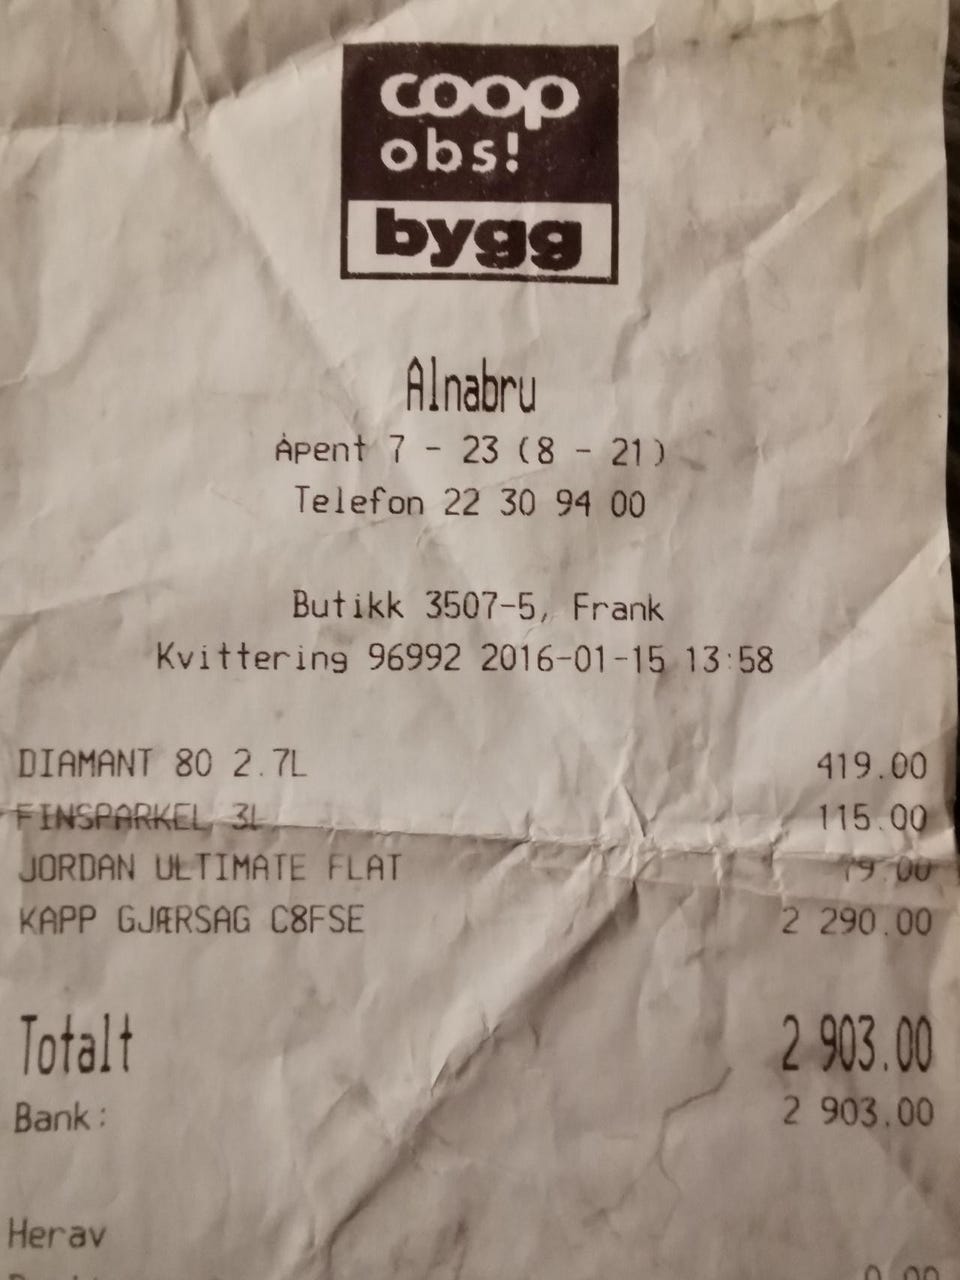 coop
obs!
bygg
Alnabru
Åpent 7 - 23 (8 - 21)
Telefon 22 30 94 00
Butikk 3507-5, Frank
Kvittering 96992 2016-01-15 13:58
DIAMANT 80 2.7L 419.00
FINSPARKEL 3L 115.00
JORDAN ULTIMATE FLAT 79.00
KAPP GJÆRSAG C8FSE 2 290.00
Totalt 2 903.00
Bank: 2 903.00
Herav